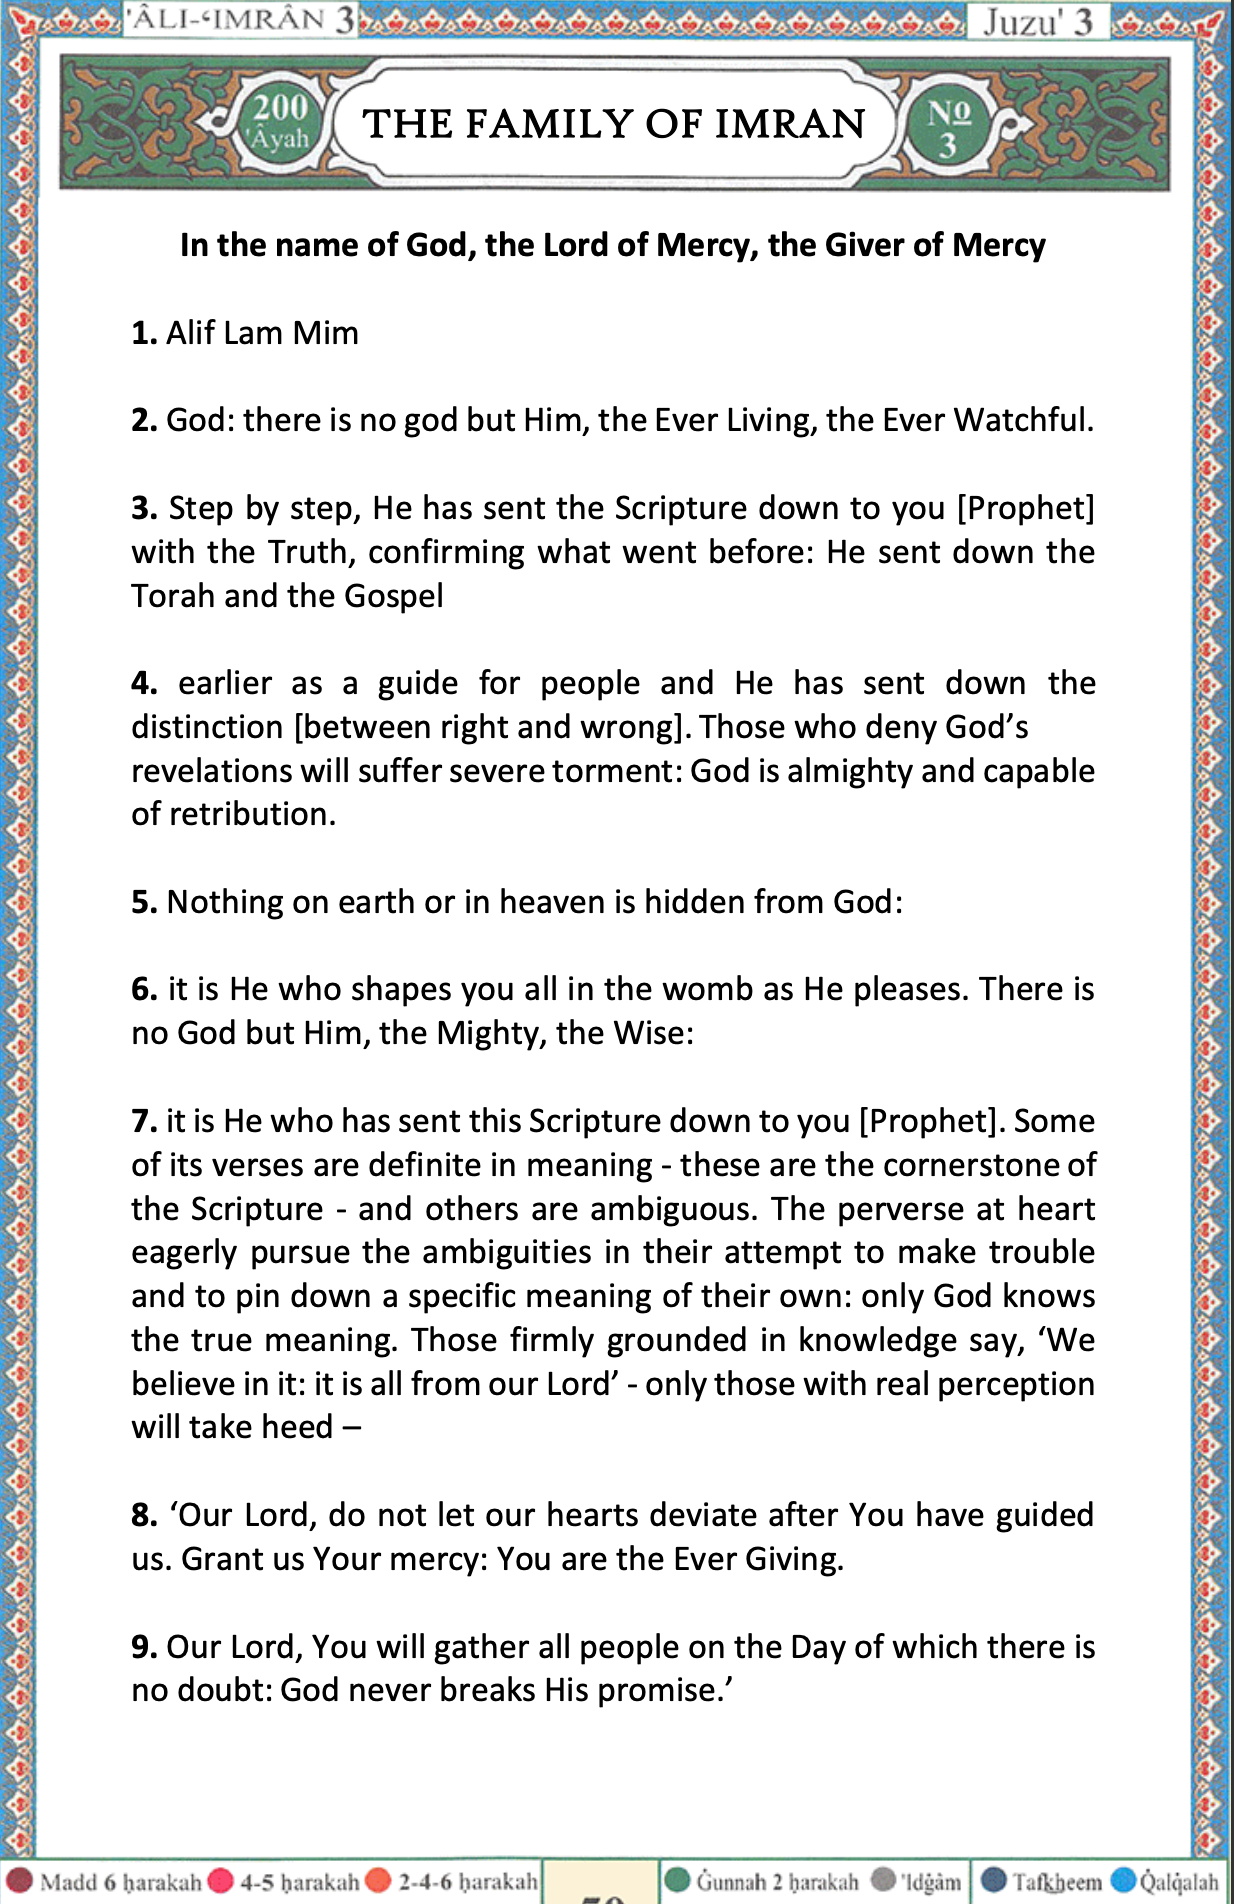 'ÂLI-‘IMRÂN 3
Juzu' 3
200
'Âyah
THE FAMILY OF IMRAN
Nº
3
In the name of God, the Lord of Mercy, the Giver of Mercy
1. Alif Lam Mim
2. God: there is no god but Him, the Ever Living, the Ever Watchful.
3. Step by step, He has sent the Scripture down to you [Prophet]
with the Truth, confirming what went before: He sent down the
Torah and the Gospel
4. earlier as a guide for people and He has sent down the
distinction [between right and wrong]. Those who deny God’s
revelations will suffer severe torment: God is almighty and capable
of retribution.
5. Nothing on earth or in heaven is hidden from God:
6. it is He who shapes you all in the womb as He pleases. There is
no God but Him, the Mighty, the Wise:
7. it is He who has sent this Scripture down to you [Prophet]. Some
of its verses are definite in meaning - these are the cornerstone of
the Scripture - and others are ambiguous. The perverse at heart
eagerly pursue the ambiguities in their attempt to make trouble
and to pin down a specific meaning of their own: only God knows
the true meaning. Those firmly grounded in knowledge say, ‘We
believe in it: it is all from our Lord’ - only those with real perception
will take heed –
8. ‘Our Lord, do not let our hearts deviate after You have guided
us. Grant us Your mercy: You are the Ever Giving.
9. Our Lord, You will gather all people on the Day of which there is
no doubt: God never breaks His promise.’
Madd 6 ḥarakah 4-5 ḥarakah 2-4-6 ḥarakah
Ġunnah 2 ḥarakah 'Idġâm Tafk͟heem Q̇alq̇alah